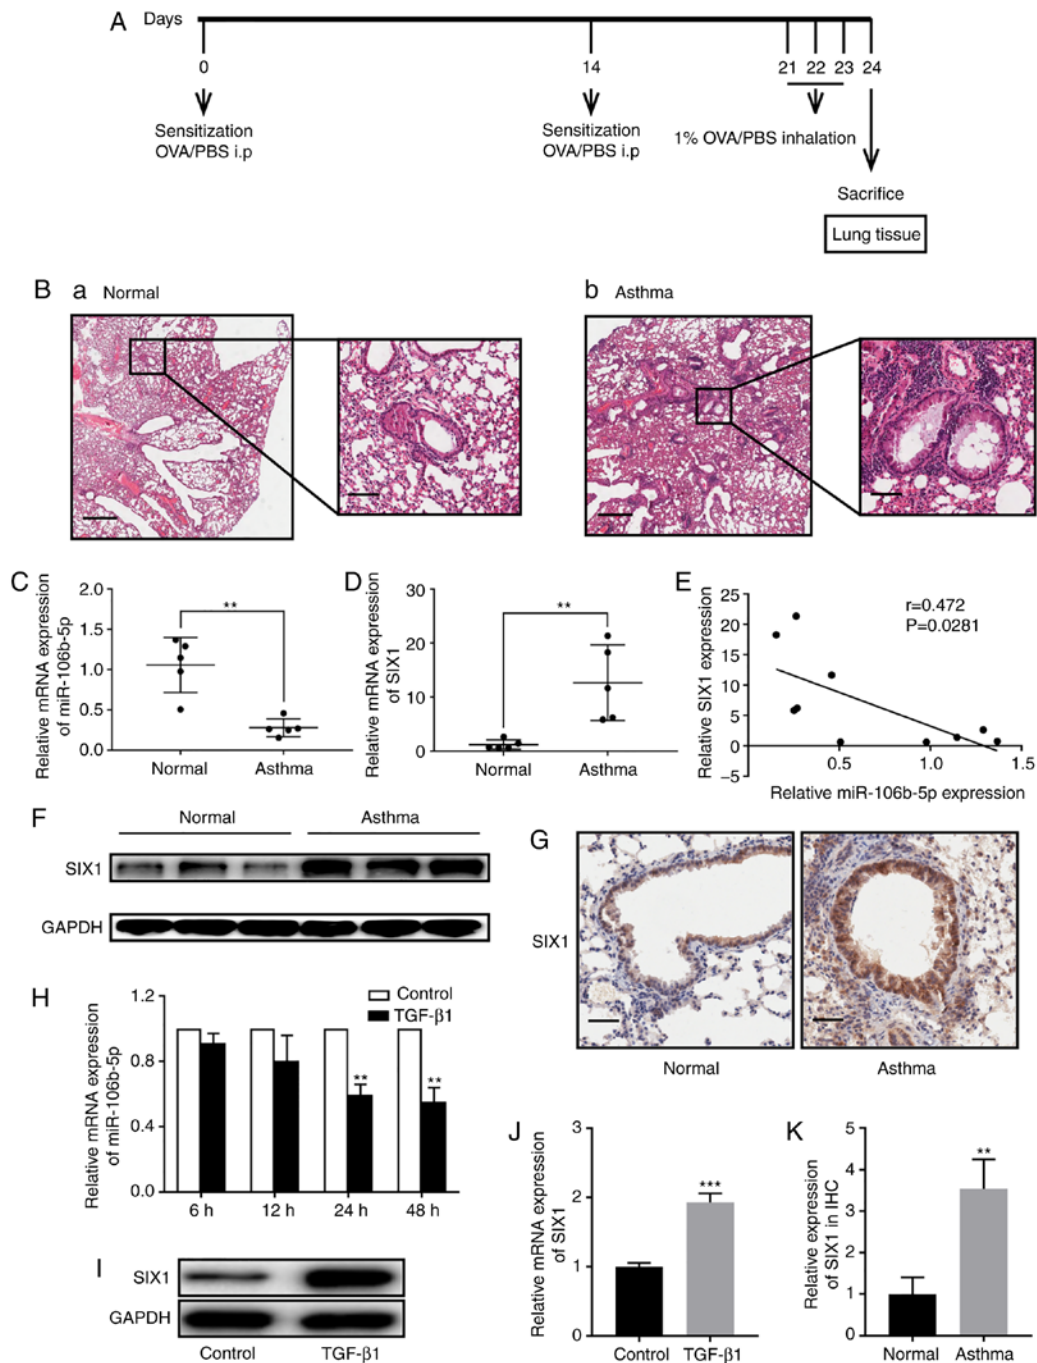 A Days
0 14 21 22 23 24
Sensitization
OVA/PBS i.p
Sensitization
OVA/PBS i.p
1% OVA/PBS inhalation
Sacrifice
Lung tissue
B a Normal
b Asthma
C
Relative mRNA expression
of miR-106b-5p
2.0
1.5
1.0
0.5
0.0
**
Normal Asthma
D
Relative mRNA expression
of SIX1
30
20
10
0
**
Normal Asthma
E
Relative SIX1 expression
25
20
15
10
5
0
−5
r=0.472
P=0.0281
0.5 1.0 1.5
Relative miR-106b-5p expression
F
Normal Asthma
SIX1
GAPDH
G
SIX1
Normal Asthma
H
Relative mRNA expression
of miR-106b-5p
1.2
0.8
0.4
0.0
Control
TGF-β1
** **
6 h 12 h 24 h 48 h
I
SIX1
GAPDH
Control TGF-β1
J
Relative mRNA expression
of SIX1
3
2
1
0
***
Control TGF-β1
K
Relative expression
of SIX1 in IHC
5
4
3
2
1
0
**
Normal Asthma